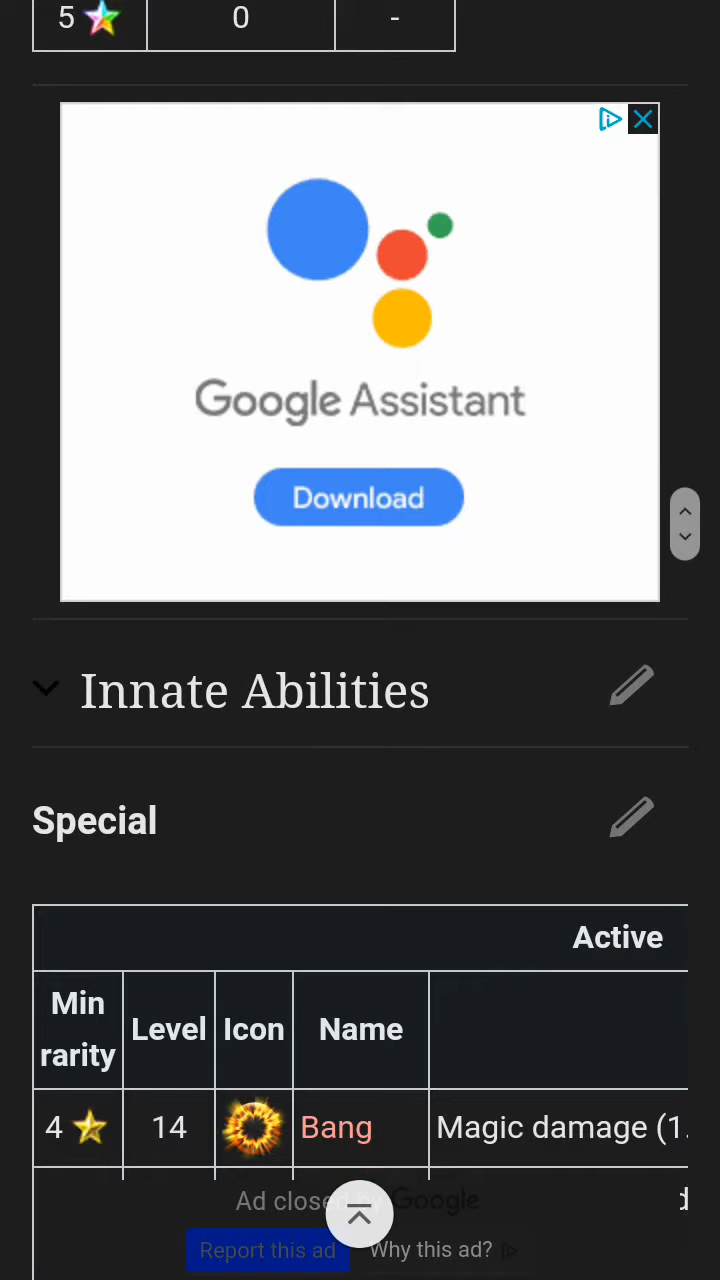 5 0 -
Google Assistant
Download
Innate Abilities
Special
Active
Min rarity Level Icon Name
4 14 Bang Magic damage (1.
Ad closed by Google d
Report this ad Why this ad?